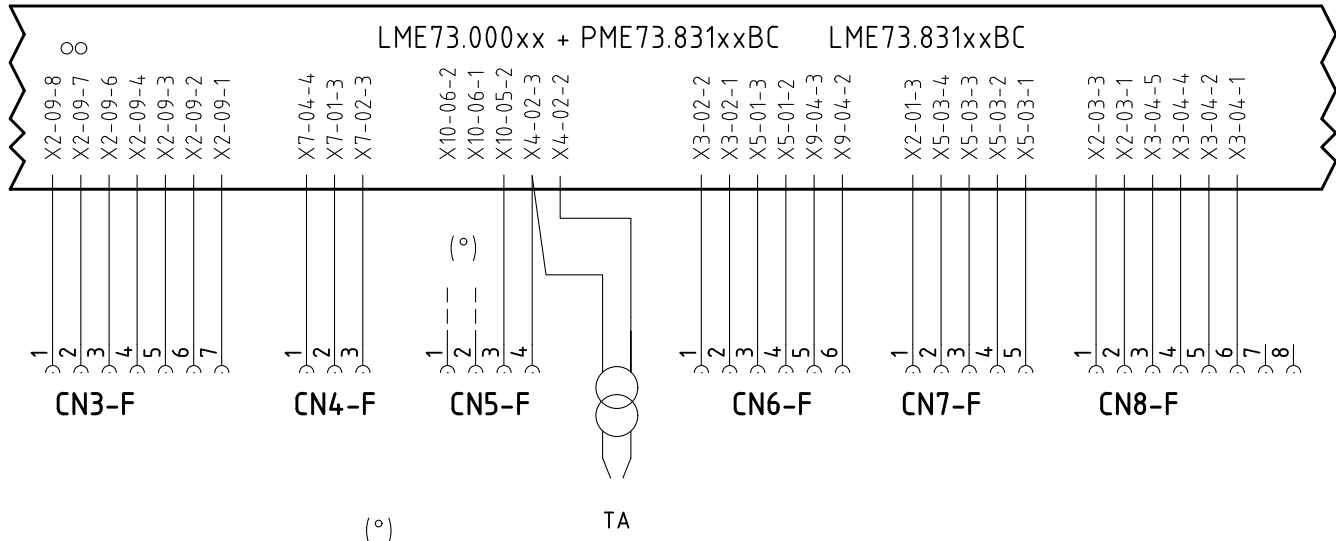 LME73.000xx + PME73.831xxBC LME73.831xxBC
X2-09-8
X2-09-7
X2-09-6
X2-09-4
X2-09-3
X2-09-2
X2-09-1
X7-04-4
X7-01-3
X7-02-3
X10-06-2
X10-06-1
X10-05-2
X4-02-3
X4-02-2
X3-02-2
X3-02-1
X5-01-3
X5-01-2
X9-04-3
X9-04-2
X2-01-3
X5-03-4
X5-03-3
X5-03-2
X5-03-1
X2-03-3
X2-03-1
X3-04-5
X3-04-4
X3-04-2
X3-04-1
(°)
1 2 3 4 5 6 7
1 2 3
1 2 3 4
1 2 3 4 5 6
1 2 3 4 5
1 2 3 4 5 6 7 8
CN3-F CN4-F CN5-F CN6-F CN7-F CN8-F
TA
(°)